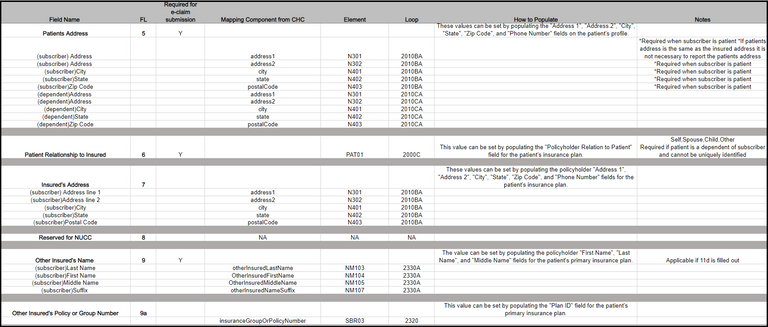 Field Name FL Required for e-claim submission Mapping Component from CHC Element Loop How to Populate Notes
Patients Address 5 Y These values can be set by populating the "Address 1", "Address 2", "City",
"State", "Zip Code", and "Phone Number" fields on the patient's profile.
*Required when subscriber is patient *If patients
address is the same as the insured address it is
(subscriber) Address address1 N301 2010BA not necessary to report the patients address
(subscriber) Address address2 N302 2010BA *Required when subscriber is patient
(subscriber)City city N401 2010BA *Required when subscriber is patient
(subscriber)State state N402 2010BA *Required when subscriber is patient
(subscriber)Zip Code postalCode N403 2010BA *Required when subscriber is patient
(dependent)Address address1 N301 2010CA
(dependent)Address address2 N302 2010CA
(dependent)City city N401 2010CA
(dependent)State state N402 2010CA
(dependent)Zip Code postalCode N403 2010CA
Self,Spouse,Child,Other
Patient Relationship to Insured 6 Y PAT01 2000C This value can be set by populating the "Policyholder Relation to Patient"
field for the patient's insurance plan.
Required if patient is a dependent of subscriber
and cannot be uniquely identified
Insured's Address 7 These values can be set by populating the policyholder "Address 1",
"Address 2", "City", "State", "Zip Code", and "Phone Number" fields for the
patient's insurance plan.
(subscriber) Address line 1 address1 N301 2010BA
(subscriber)Address line 2 address2 N302 2010BA
(subscriber)City city N401 2010BA
(subscriber)State state N402 2010BA
(subscriber)Postal Code postalCode N403 2010BA
Reserved for NUCC 8 NA NA NA
Other Insured's Name 9 Y The value can be set by populating the policyholder "First Name", "Last
Name", and "Middle Name" fields for the patient's primary insurance plan. Applicable if 11d is filled out
(subscriber)Last Name otherInsuredLastName NM103 2330A
(subscriber)First Name OtherInsuredFirstName NM104 2330A
(subscriber)Middle Name OtherInsuredMiddleName NM105 2330A
(subscriber)Suffix otherInsuredNameSuffix NM107 2330A
Other Insured's Policy or Group Number 9a This value can be set by populating the "Plan ID" field for the patient's
primary insurance plan.
insuranceGroupOrPolicyNumber SBR03 2320